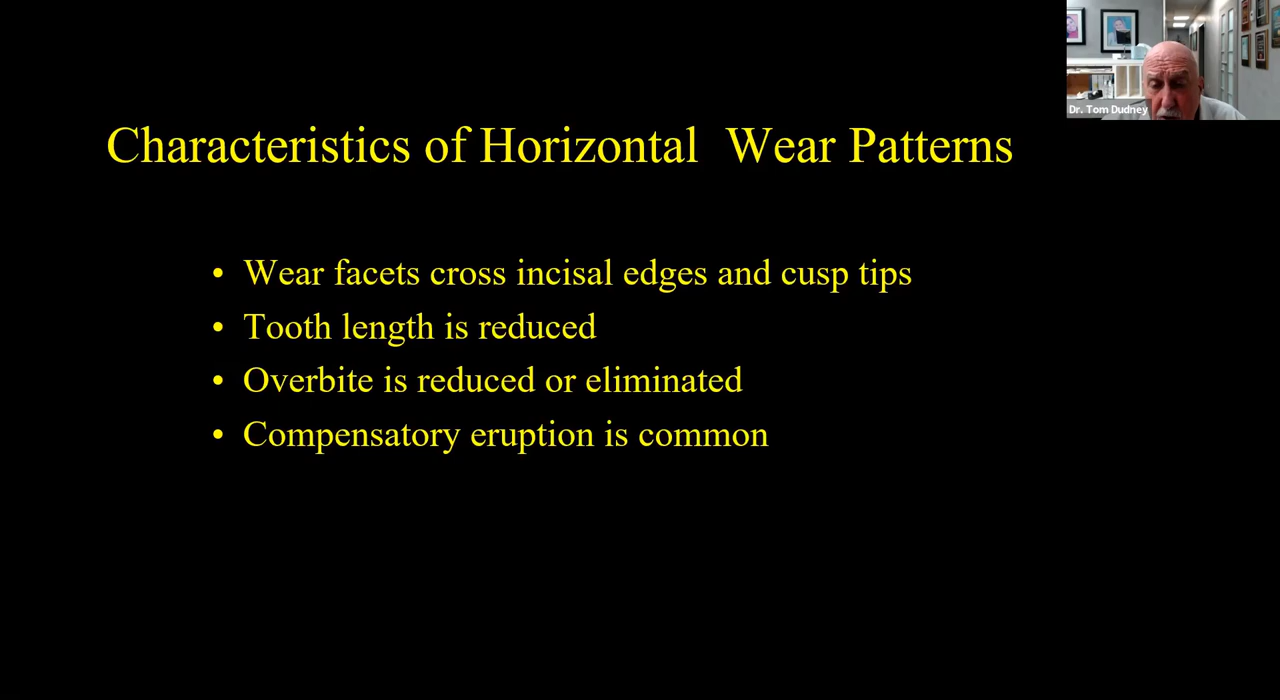 Dr. Tom Dudney
Characteristics of Horizontal  Wear Patterns
• Wear facets cross incisal edges and cusp tips
• Tooth length is reduced
• Overbite is reduced or eliminated
• Compensatory eruption is common